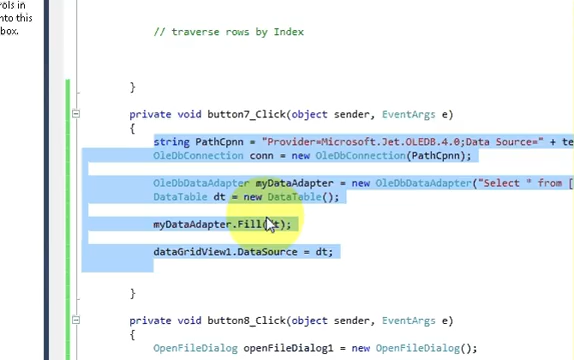 rols in
nto this
box.
// traverse rows by Index
}
private void button7_Click(object sender, EventArgs e)
{
string PathCpnn = "Provider=Microsoft.Jet.OLEDB.4.0;Data Source=" + te
OleDbConnection conn = new OleDbConnection(PathCpnn);
OleDbDataAdapter myDataAdapter = new OleDbDataAdapter("Select * from [
DataTable dt = new DataTable();
myDataAdapter.Fill(dt);
dataGridView1.DataSource = dt;
}
private void button8_Click(object sender, EventArgs e)
{
OpenFileDialog openFileDialog1 = new OpenFileDialog();